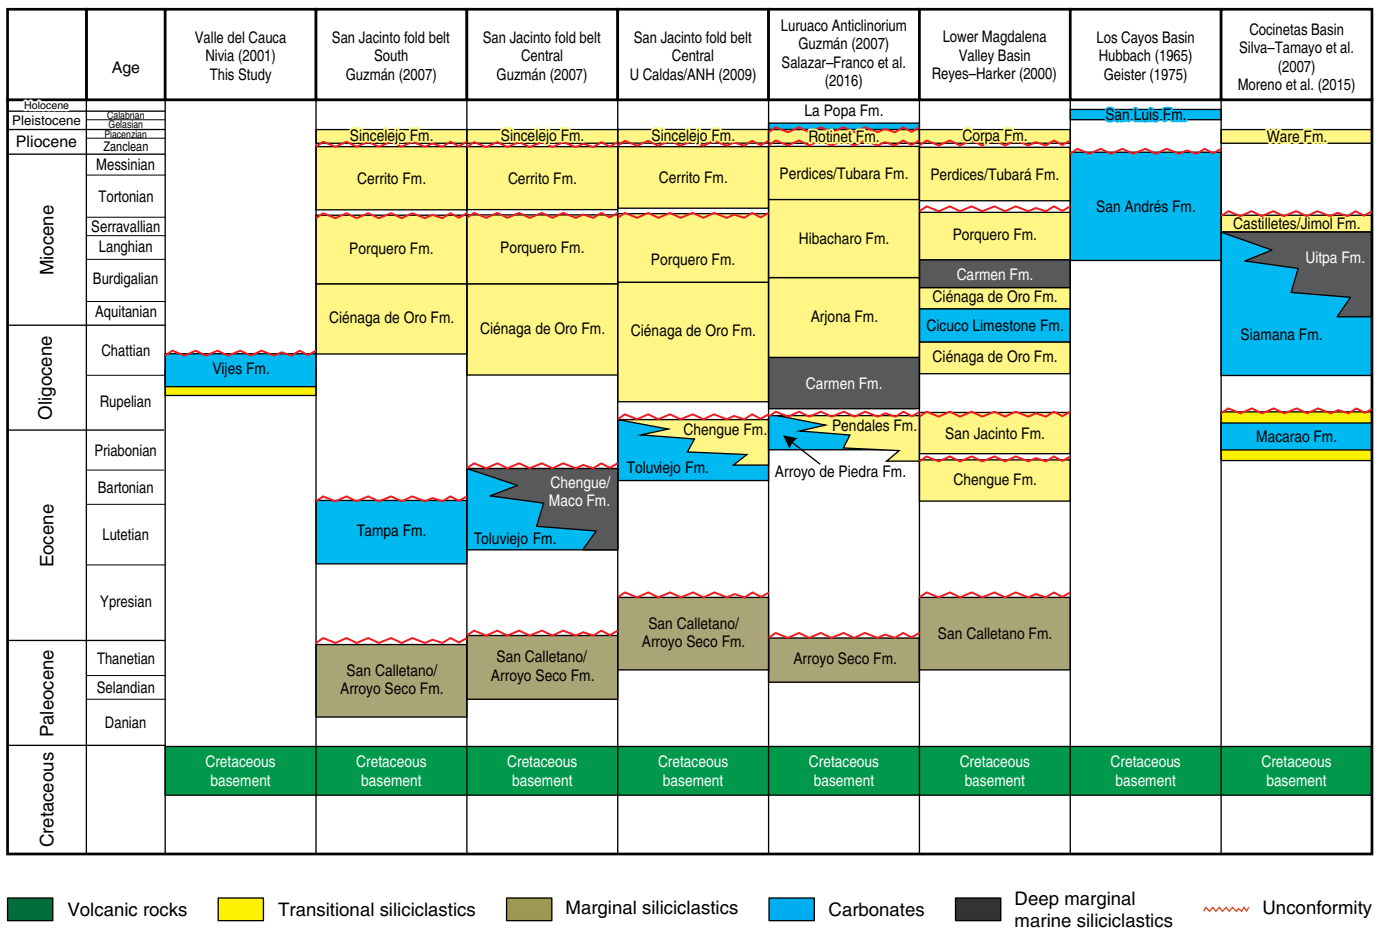 Age
Valle del Cauca
Nivia (2001)
This Study
San Jacinto fold belt
South
Guzmán (2007)
San Jacinto fold belt
Central
Guzmán (2007)
San Jacinto fold belt
Central
U Caldas/ANH (2009)
Luruaco Anticlinorium
Guzmán (2007)
Salazar–Franco et al.
(2016)
Lower Magdalena
Valley Basin
Reyes–Harker (2000)
Los Cayos Basin
Hubbach (1965)
Geister (1975)
Cocinetas Basin
Silva–Tamayo et al.
(2007)
Moreno et al. (2015)
Holocene
Pleistocene
Pliocene
Miocene
Oligocene
Eocene
Paleocene
Cretaceous
Calabrian
Gelasian
Piacenzian
Zanclean
Messinian
Tortonian
Serravallian
Langhian
Burdigalian
Aquitanian
Chattian
Rupelian
Priabonian
Bartonian
Lutetian
Ypresian
Thanetian
Selandian
Danian
Vijes Fm.
Cretaceous
basement
Sincelejo Fm.
Cerrito Fm.
Porquero Fm.
Ciénaga de Oro Fm.
Tampa Fm.
San Calletano/
Arroyo Seco Fm.
Cretaceous
basement
Sincelejo Fm.
Cerrito Fm.
Porquero Fm.
Ciénaga de Oro Fm.
Chengue/
Maco Fm.
Toluviejo Fm.
San Calletano/
Arroyo Seco Fm.
Cretaceous
basement
Sincelejo Fm.
Cerrito Fm.
Porquero Fm.
Ciénaga de Oro Fm.
Chengue Fm.
Toluviejo Fm.
San Calletano/
Arroyo Seco Fm.
Cretaceous
basement
La Popa Fm.
Rotinet Fm.
Perdices/Tubara Fm.
Hibacharo Fm.
Arjona Fm.
Carmen Fm.
Pendales Fm.
Arroyo de Piedra Fm.
Arroyo Seco Fm.
Cretaceous
basement
Corpa Fm.
Perdices/Tubará Fm.
Porquero Fm.
Carmen Fm.
Ciénaga de Oro Fm.
Cicuco Limestone Fm.
Ciénaga de Oro Fm.
San Jacinto Fm.
Chengue Fm.
San Calletano Fm.
Cretaceous
basement
San Luis Fm.
San Andrés Fm.
Cretaceous
basement
Ware Fm.
Castilletes/Jimol Fm.
Uitpa Fm.
Siamana Fm.
Macarao Fm.
Cretaceous
basement
Volcanic rocks
Transitional siliciclastics
Marginal siliciclastics
Carbonates
Deep marginal
marine siliciclastics
Unconformity